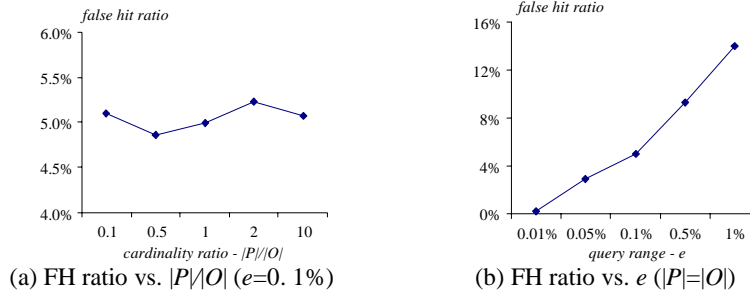 false hit ratio
6.0%
5.5%
5.0%
4.5%
4.0%
0.1 0.5 1 2 10
cardinality ratio - |P|/|O|
(a) FH ratio vs. |P|/|O| (e=0. 1%)
false hit ratio
16%
12%
8%
4%
0%
0.01% 0.05% 0.1% 0.5% 1%
query range - e
(b) FH ratio vs. e (|P|=|O|)